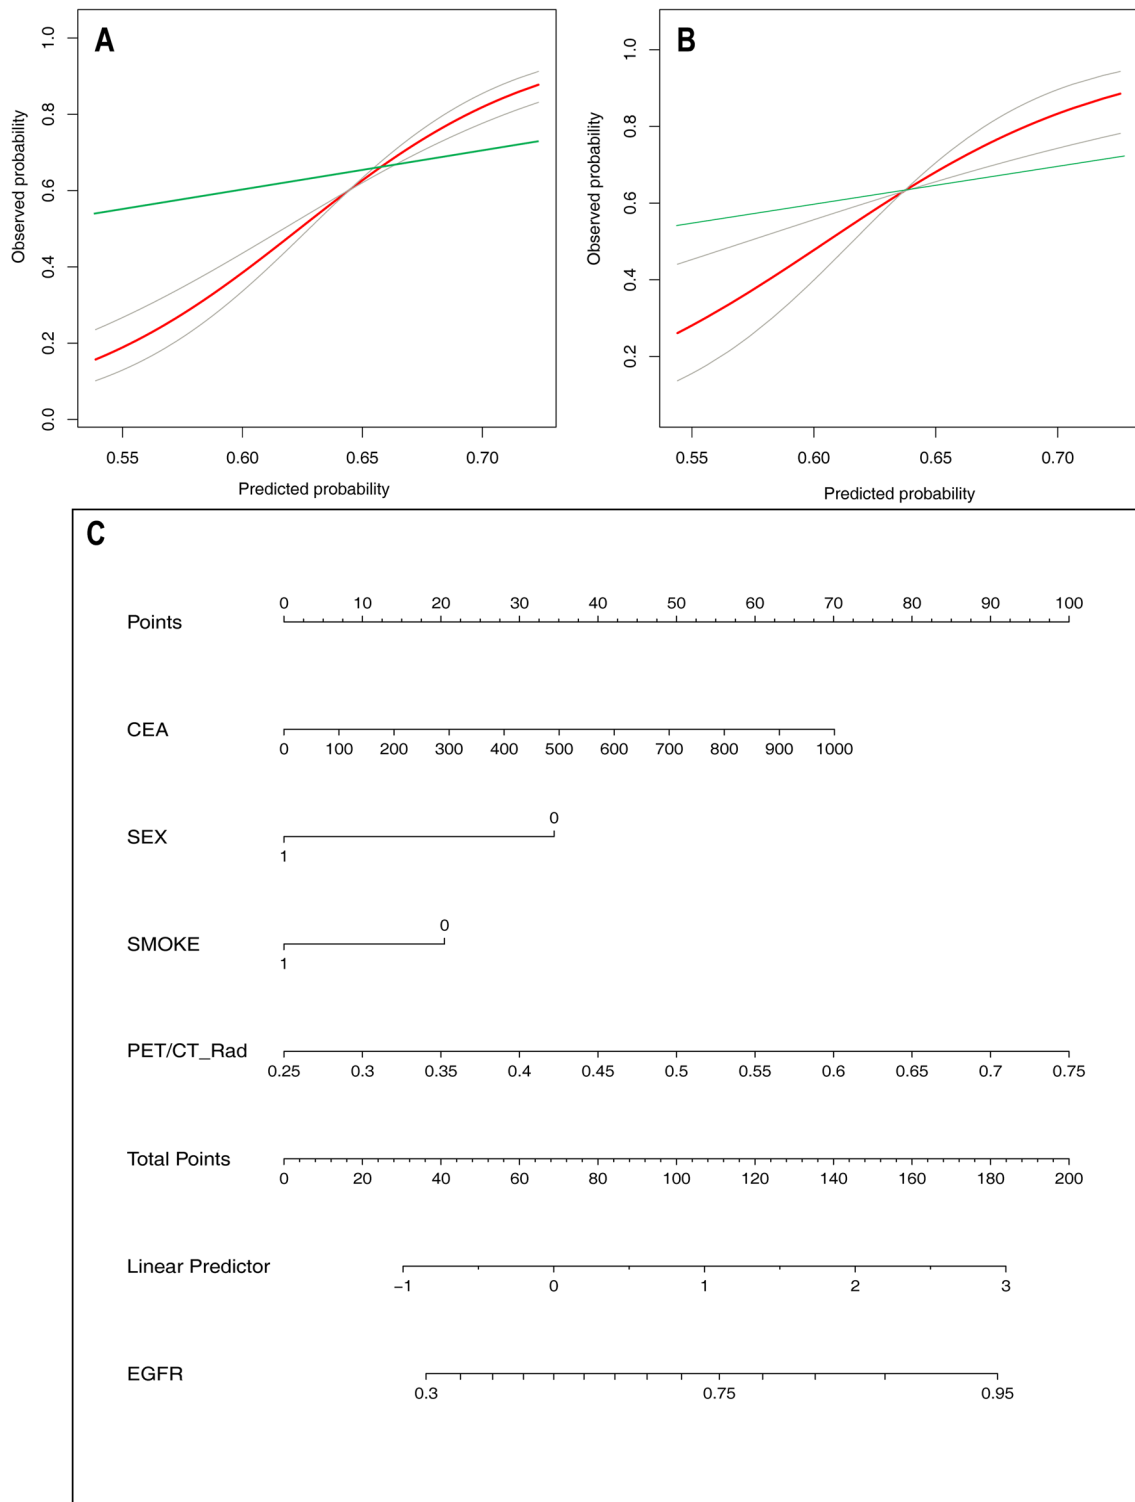 A
Observed probability
1.0
0.8
0.6
0.4
0.2
0.0
0.55 0.60 0.65 0.70
Predicted probability
B
Observed probability
1.0
0.8
0.6
0.4
0.2
0.55 0.60 0.65 0.70
Predicted probability
C
Points
0 10 20 30 40 50 60 70 80 90 100
CEA
0 100 200 300 400 500 600 700 800 900 1000
SEX
0
1
SMOKE
0
1
PET/CT_Rad
0.25 0.3 0.35 0.4 0.45 0.5 0.55 0.6 0.65 0.7 0.75
Total Points
0 20 40 60 80 100 120 140 160 180 200
Linear Predictor
−1 0 1 2 3
EGFR
0.3 0.75 0.95